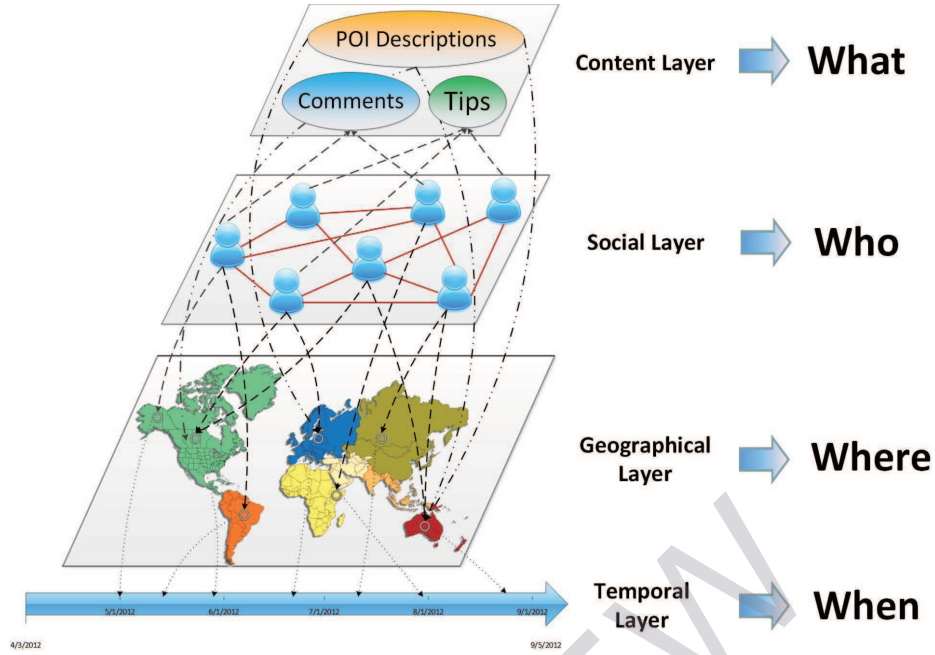 POI Descriptions
Comments
Tips
Content Layer
What
Social Layer
Who
Geographical
Layer
Where
Temporal
Layer
When
5/1/2012
6/1/2012
7/1/2012
8/1/2012
9/1/2012
4/3/2012
9/5/2012